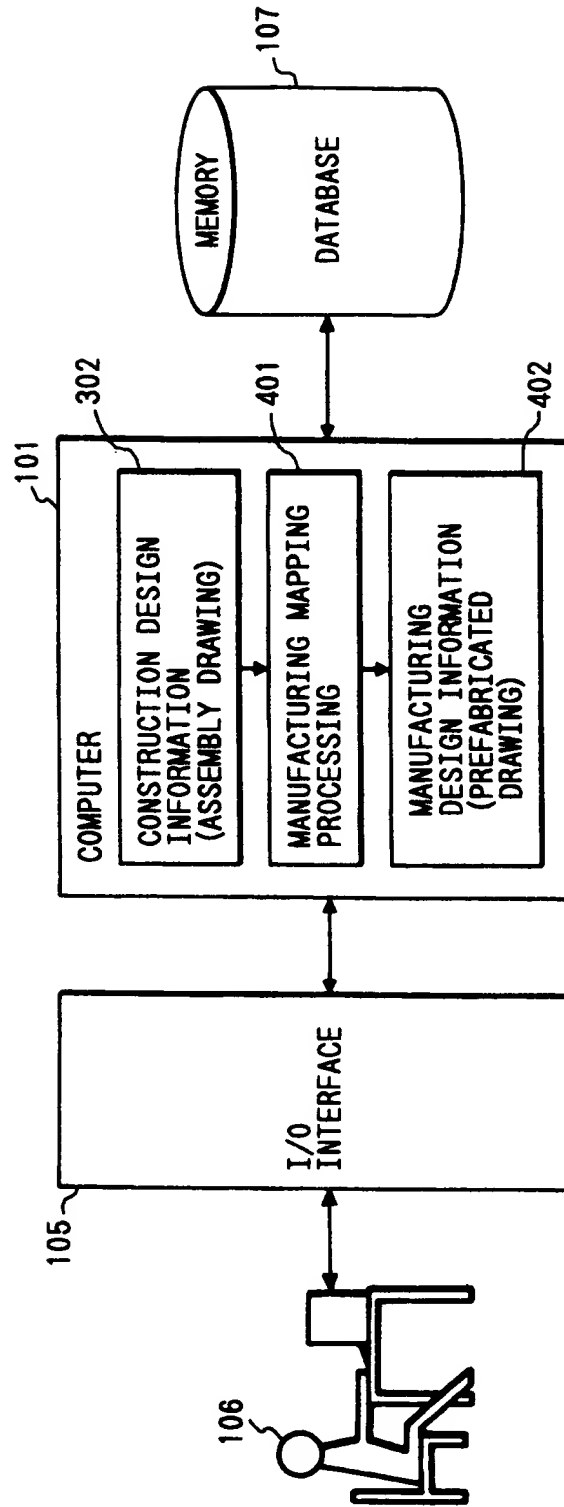 106
105
I/O
INTERFACE
101
COMPUTER
302
CONSTRUCTION DESIGN
INFORMATION
(ASSEMBLY DRAWING)
401
MANUFACTURING MAPPING
PROCESSING
402
MANUFACTURING
DESIGN INFORMATION
(PREFABRICATED
DRAWING)
107
MEMORY
DATABASE